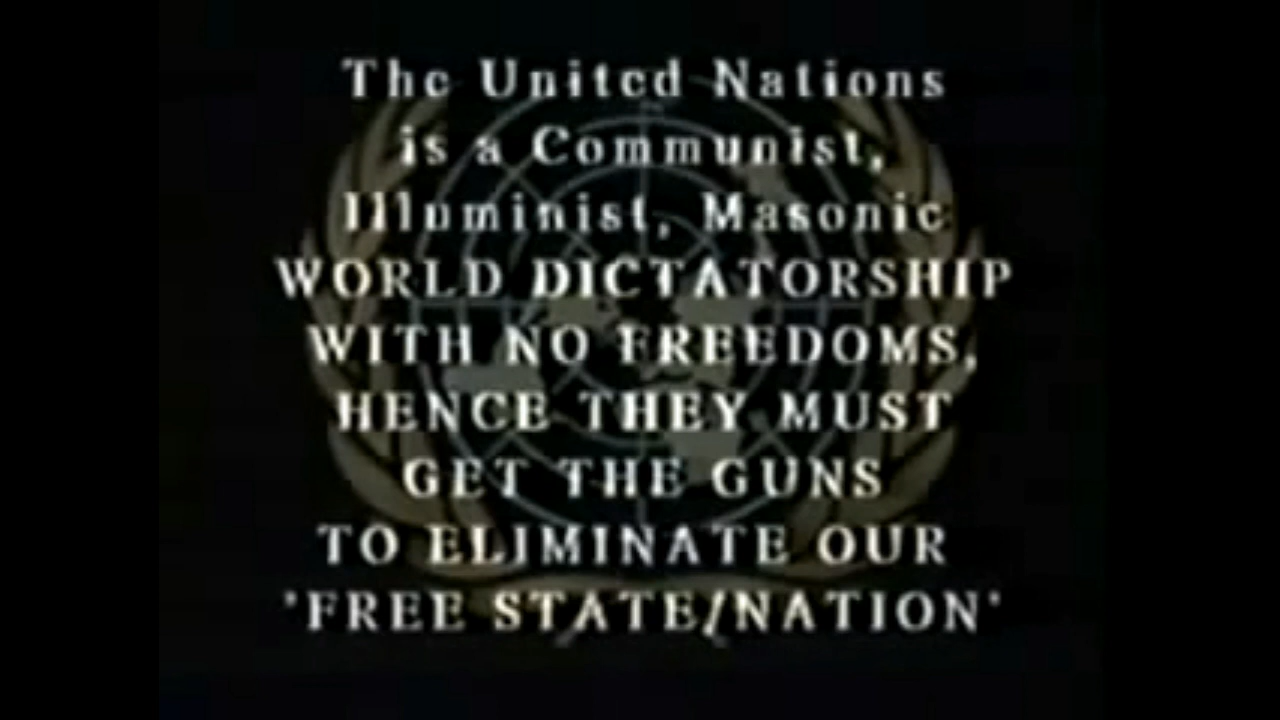 The United Nations
is a Communist,
Illuminist, Masonic
WORLD DICTATORSHIP
WITH NO FREEDOMS,
HENCE THEY MUST
GET THE GUNS
TO ELIMINATE OUR
'FREE STATE/NATION'